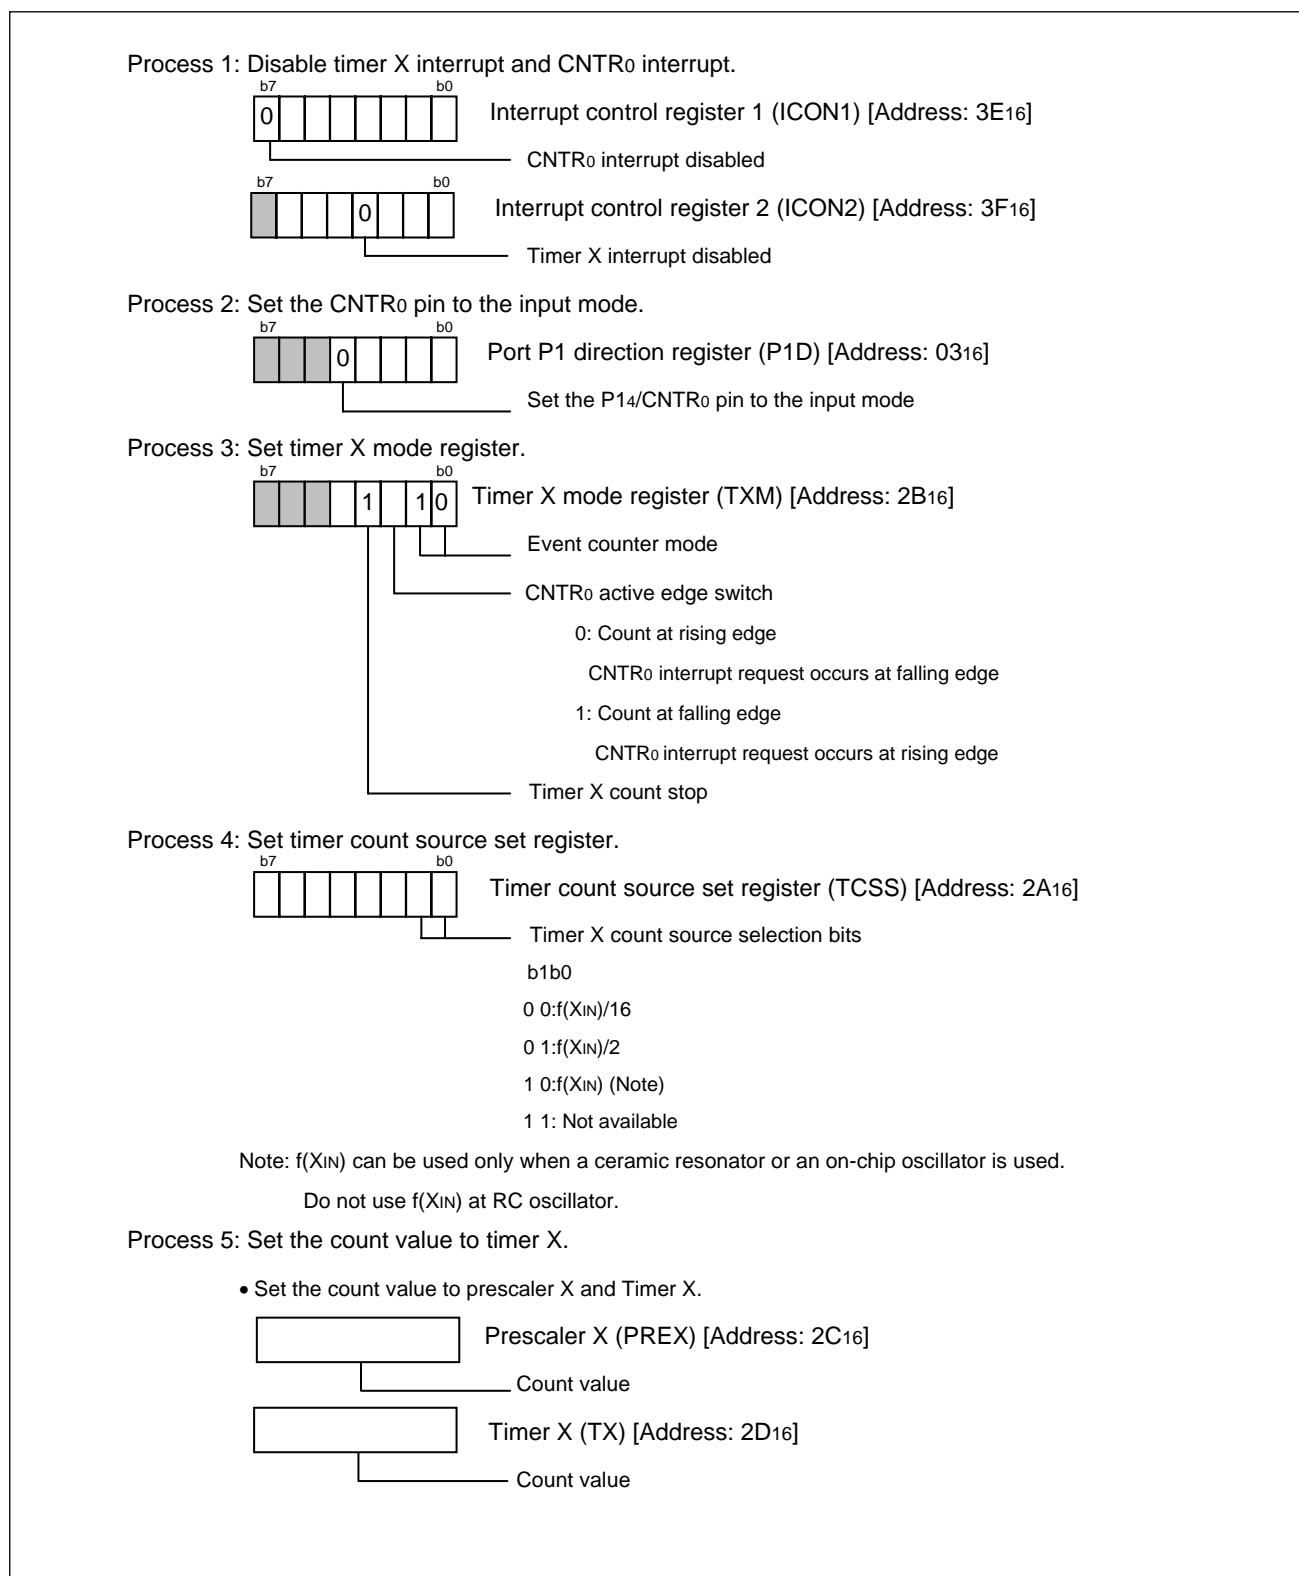 Process 1: Disable timer X interrupt and CNTR0 interrupt.
b7 b0
0 Interrupt control register 1 (ICON1) [Address: 3E16]
CNTR0 interrupt disabled
b7 b0
0 Interrupt control register 2 (ICON2) [Address: 3F16]
Timer X interrupt disabled
Process 2: Set the CNTR0 pin to the input mode.
b7 b0
0 Port P1 direction register (P1D) [Address: 0316]
Set the P14/CNTR0 pin to the input mode
Process 3: Set timer X mode register.
b7 b0
1 1 0 Timer X mode register (TXM) [Address: 2B16]
Event counter mode
CNTR0 active edge switch
0: Count at rising edge
CNTR0 interrupt request occurs at falling edge
1: Count at falling edge
CNTR0 interrupt request occurs at rising edge
Timer X count stop
Process 4: Set timer count source set register.
b7 b0
Timer count source set register (TCSS) [Address: 2A16]
Timer X count source selection bits
b1b0
0 0:f(XIN)/16
0 1:f(XIN)/2
1 0:f(XIN) (Note)
1 1: Not available
Note: f(XIN) can be used only when a ceramic resonator or an on-chip oscillator is used.
Do not use f(XIN) at RC oscillator.
Process 5: Set the count value to timer X.
• Set the count value to prescaler X and Timer X.
Prescaler X (PREX) [Address: 2C16]
Count value
Timer X (TX) [Address: 2D16]
Count value